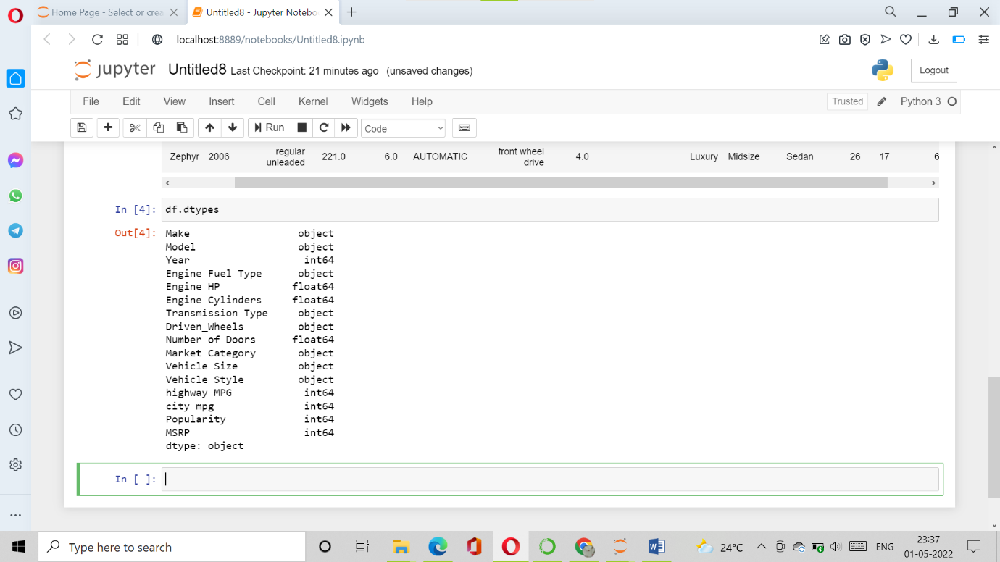 Home Page - Select or crea
Untitled8 - Jupyter Notebo
localhost:8889/notebooks/Untitled8.ipynb
jupyter Untitled8 Last Checkpoint: 21 minutes ago (unsaved changes) Logout
File Edit View Insert Cell Kernel Widgets Help Trusted Python 3
Run Code
Zephyr 2006 regular unleaded 221.0 6.0 AUTOMATIC front wheel drive 4.0 Luxury Midsize Sedan 26 17 6
In [4]: df.dtypes
Out[4]: Make object
Model object
Year int64
Engine Fuel Type object
Engine HP float64
Engine Cylinders float64
Transmission Type object
Driven_Wheels object
Number of Doors float64
Market Category object
Vehicle Size object
Vehicle Style object
highway MPG int64
city mpg int64
Popularity int64
MSRP int64
dtype: object
In [ ]:
Type here to search
24°C
ENG
23:37
01-05-2022